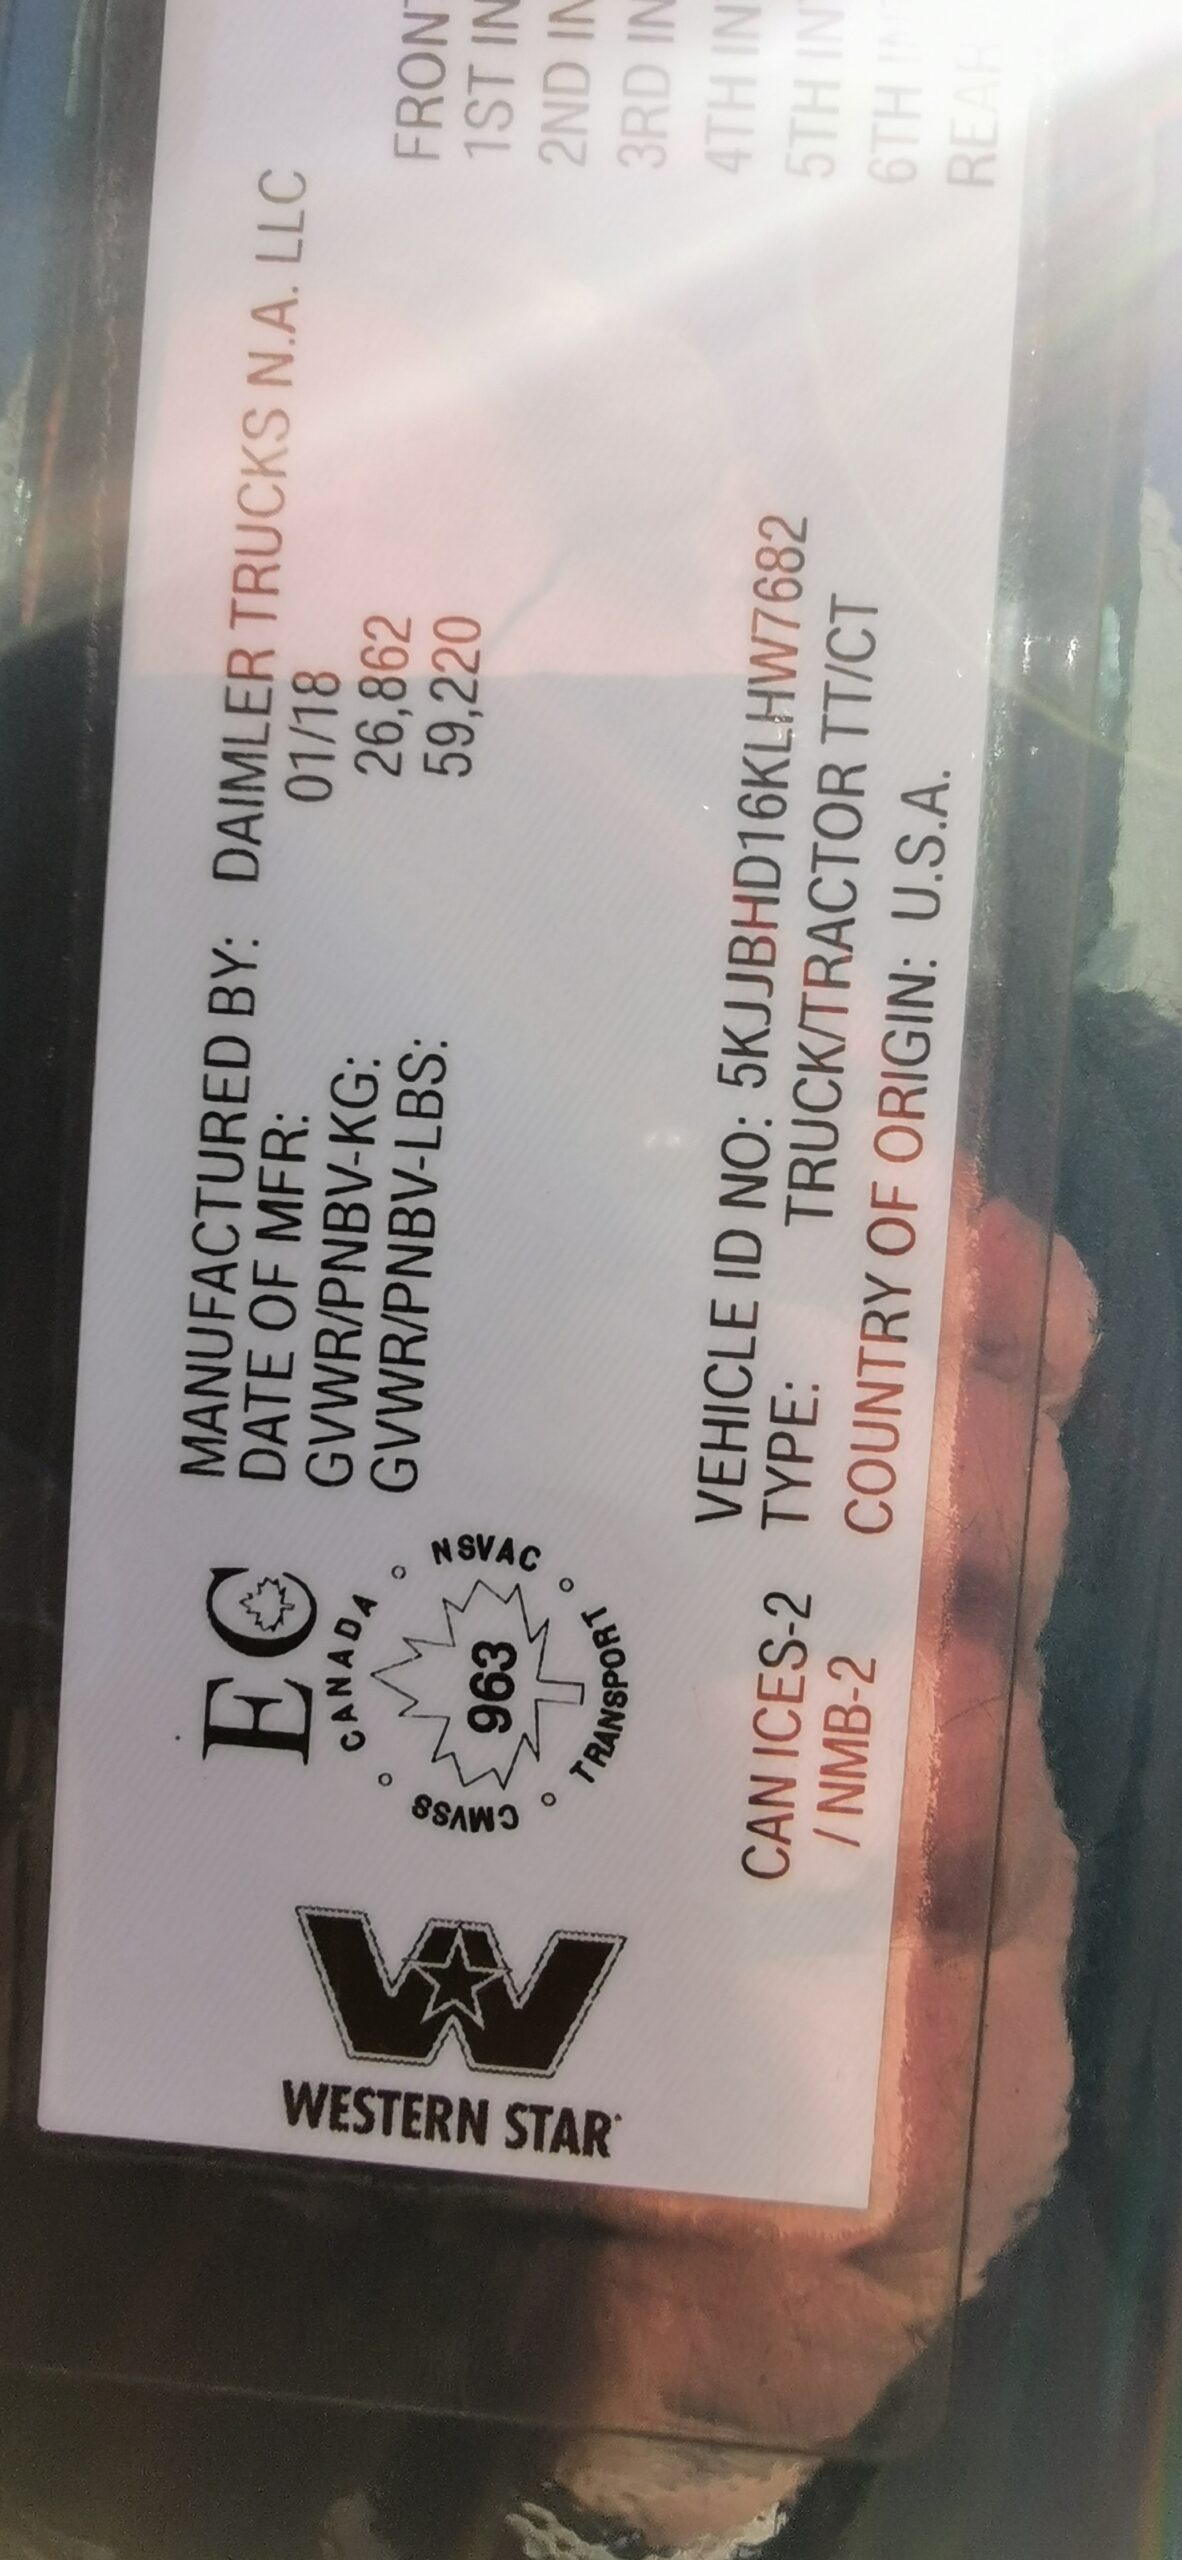 WESTERN STAR
EC
CANADA
NSVAC
TRANSPORT
CMVSS
963
CAN ICES-2
/ NMB-2
MANUFACTURED BY: DAIMLER TRUCKS N.A. LLC
DATE OF MFR: 01/18
GVWR/PNBV-KG: 26,862
GVWR/PNBV-LBS: 59,220
VEHICLE ID NO: 5KJJBHD16KLHW7682
TYPE: TRUCK/TRACTOR TT/CT
COUNTRY OF ORIGIN: U.S.A.
FRONT
1ST IN
2ND IN
3RD IN
4TH IN
5TH INT
6TH INT
REAR